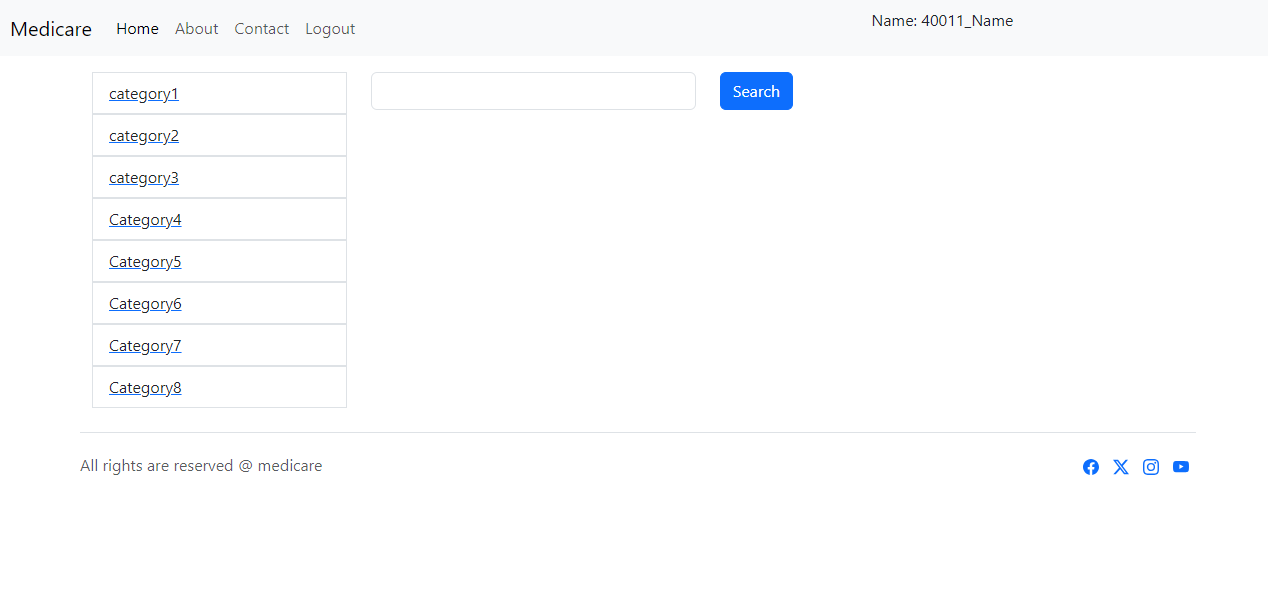 Medicare Home About Contact Logout Name: 40011_Name
category1
Search
category2
category3
Category4
Category5
Category6
Category7
Category8
All rights are reserved @ medicare